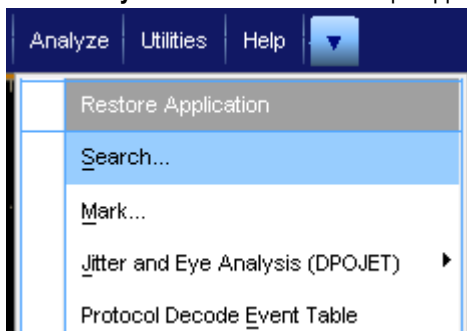 Analyze Utilities Help
Restore Application
Search...
Mark...
Jitter and Eye Analysis (DPOJET)
Protocol Decode Event Table